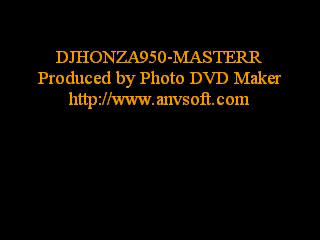 DJHONZA950-MASTERR
Produced by Photo DVD Maker
http://www.anvsoft.com